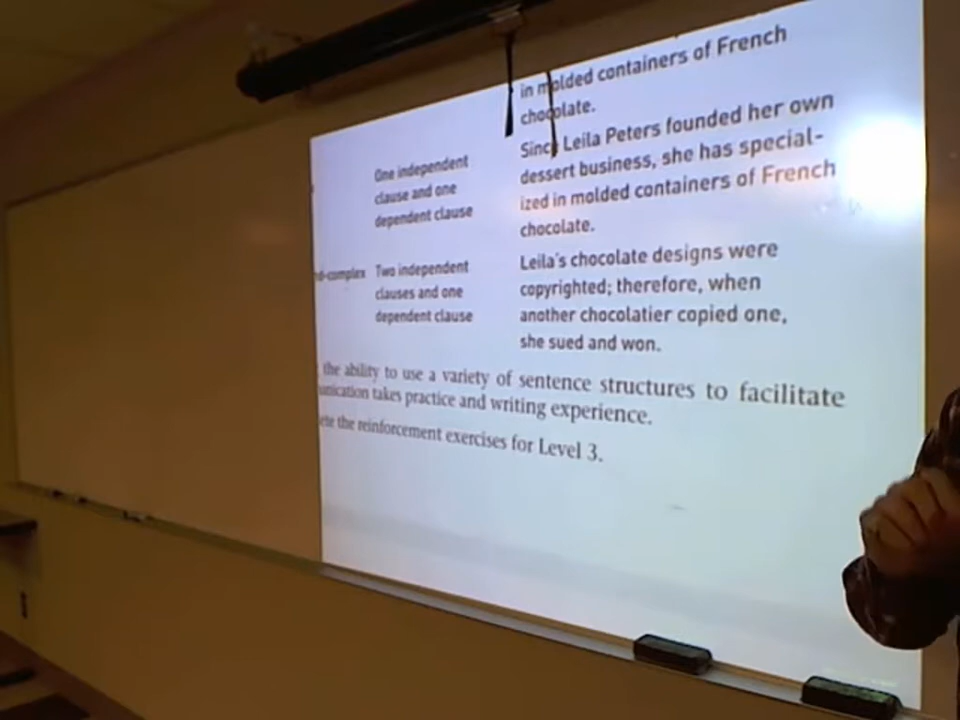 in molded containers of French
chocolate.
One independent
clause and one
dependent clause
Since Leila Peters founded her own
dessert business, she has special-
ized in molded containers of French
chocolate.
d-complex
Two independent
clauses and one
dependent clause
Leila's chocolate designs were
copyrighted; therefore, when
another chocolatier copied one,
she sued and won.
the ability to use a variety of sentence structures to facilitate
unication takes practice and writing experience.
ete the reinforcement exercises for Level 3.